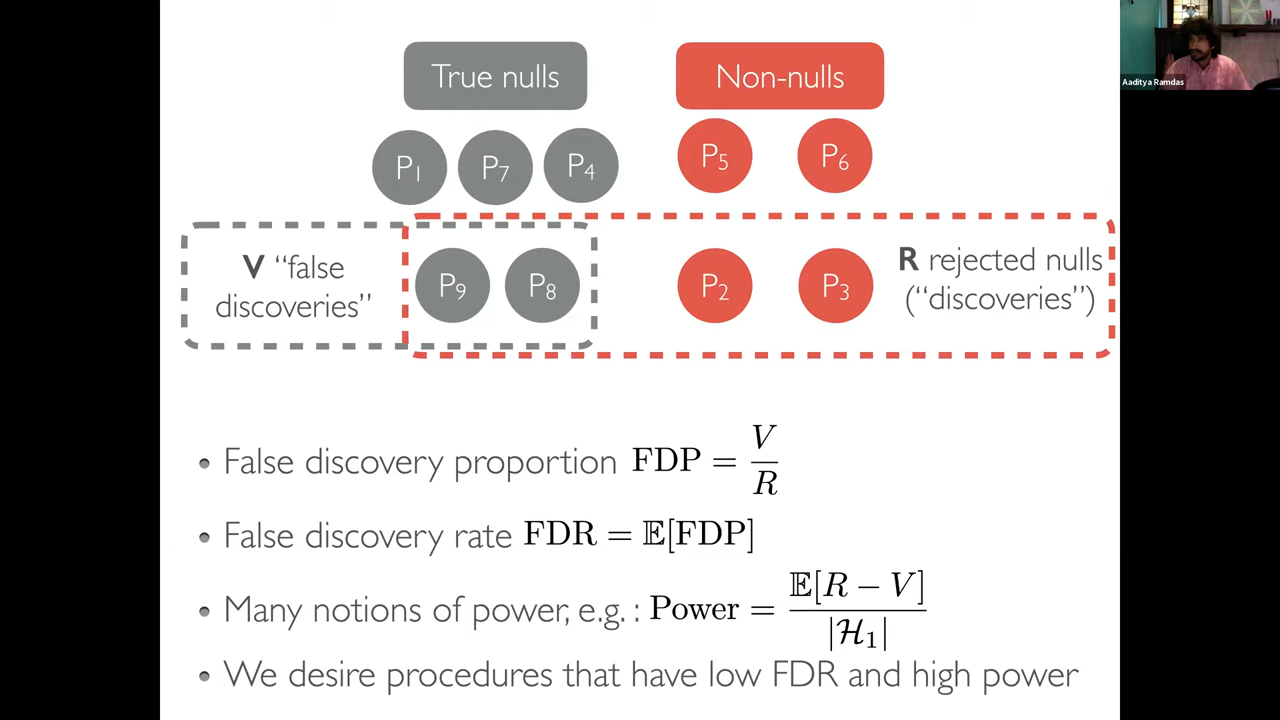 True nulls
Non-nulls
Aaditya Ramdas
P₁ P₇ P₄ P₅ P₆
V “false
discoveries”
P₉ P₈ P₂ P₃
R rejected nulls
(“discoveries”)
• False discovery proportion FDP = V/R
• False discovery rate FDR = 𝔼[FDP]
• Many notions of power, e.g. : Power = 𝔼[R − V]/|ℋ₁|
• We desire procedures that have low FDR and high power